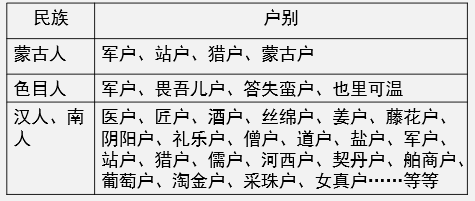 民族 户别
蒙古人 军户、站户、猎户、蒙古户
色目人 军户、畏吾儿户、答失蛮户、也里可温
汉人、南人 医户、匠户、酒户、丝绵户、姜户、藤花户、
阴阳户、礼乐户、僧户、道户、盐户、军户、
站户、猎户、儒户、河西户、契丹户、舶商户、
葡萄户、淘金户、采珠户、女真户……等等